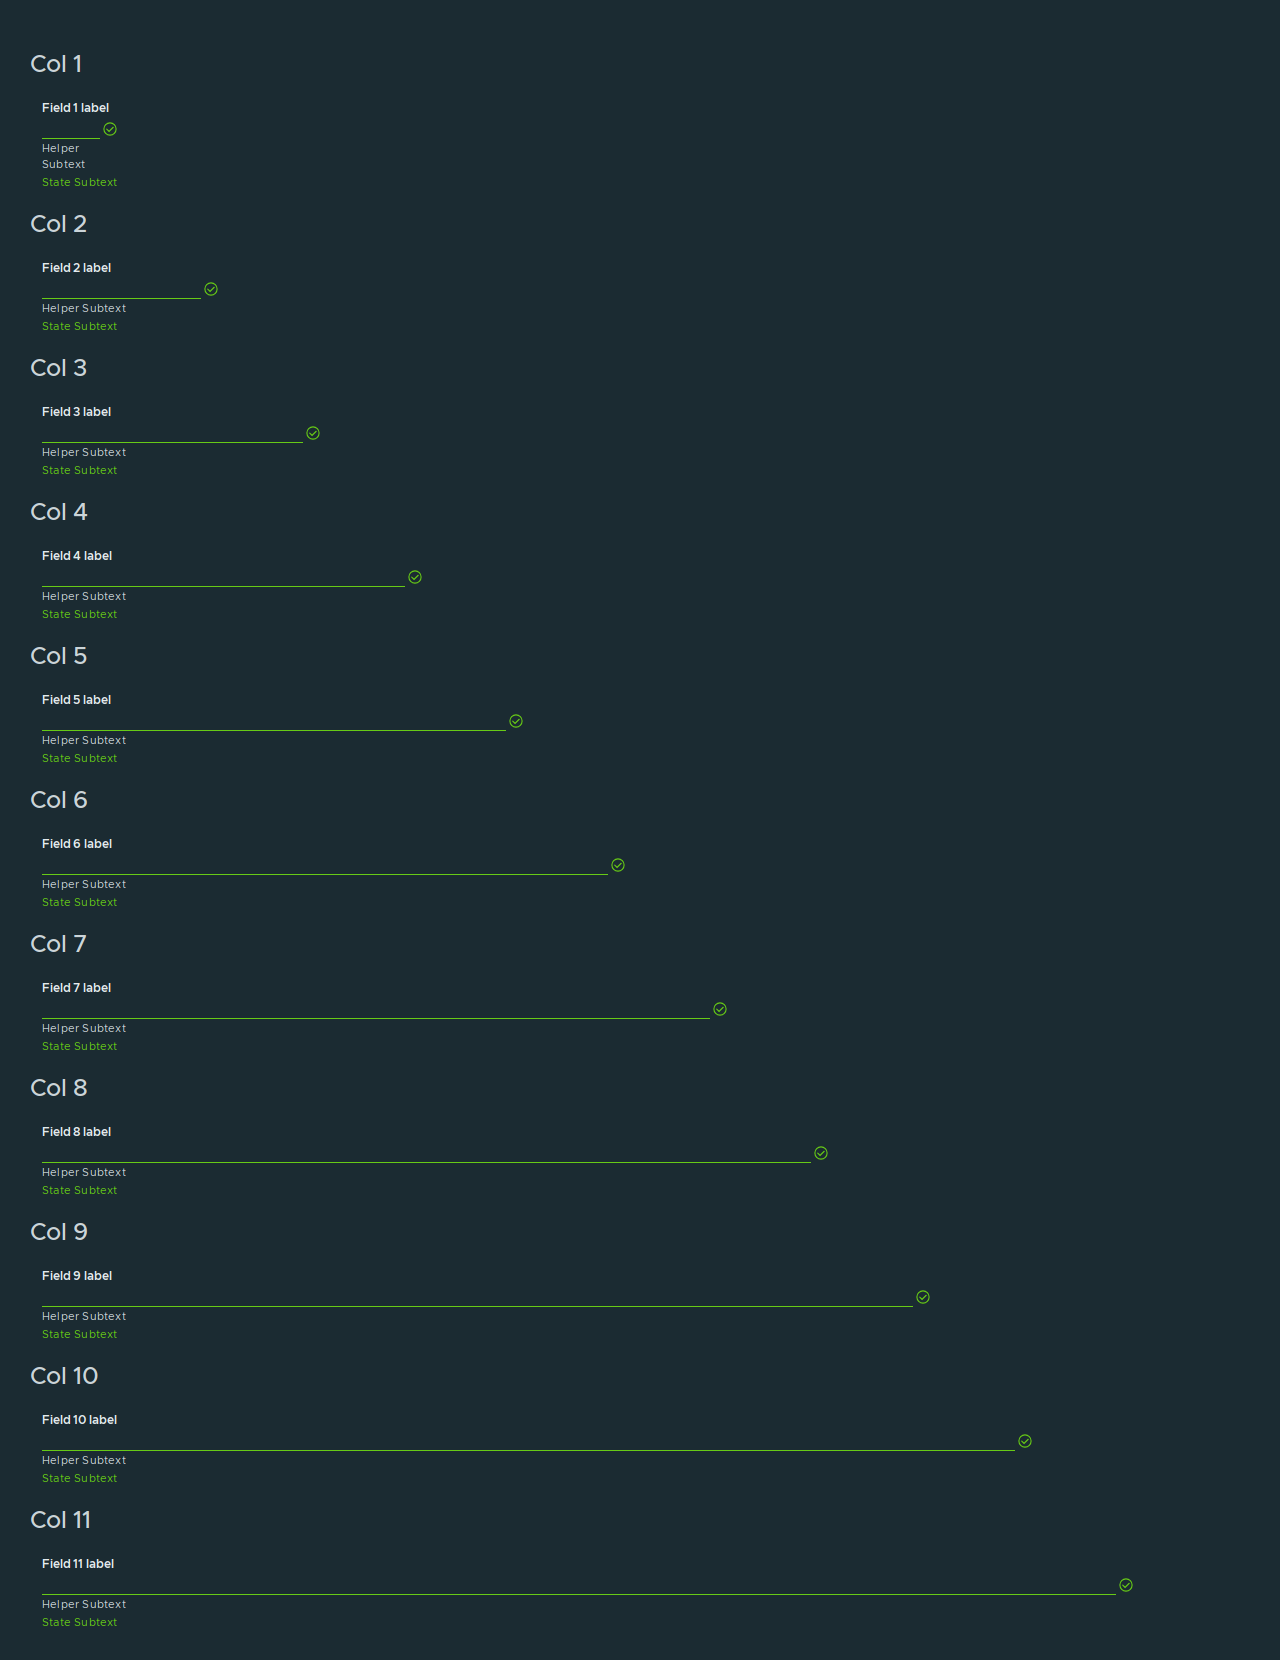 Col 1
Field 1 label
Helper
Subtext
State Subtext
Col 2
Field 2 label
Helper Subtext
State Subtext
Col 3
Field 3 label
Helper Subtext
State Subtext
Col 4
Field 4 label
Helper Subtext
State Subtext
Col 5
Field 5 label
Helper Subtext
State Subtext
Col 6
Field 6 label
Helper Subtext
State Subtext
Col 7
Field 7 label
Helper Subtext
State Subtext
Col 8
Field 8 label
Helper Subtext
State Subtext
Col 9
Field 9 label
Helper Subtext
State Subtext
Col 10
Field 10 label
Helper Subtext
State Subtext
Col 11
Field 11 label
Helper Subtext
State Subtext